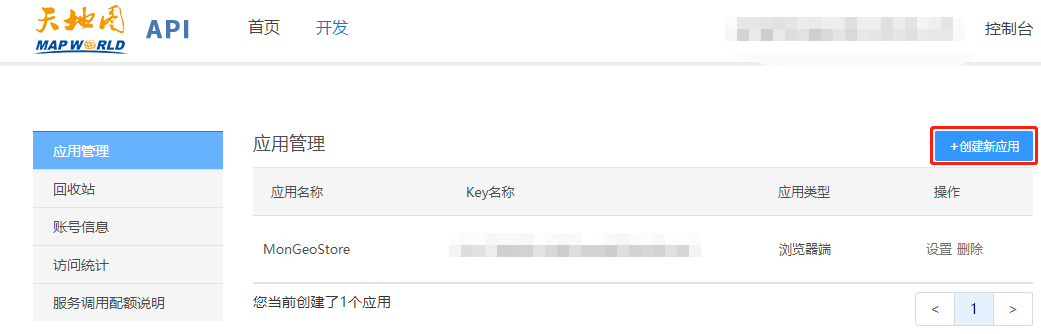 天地图 API 首页 开发 控制台
MAP WORLD
应用管理
回收站
账号信息
访问统计
服务调用配额说明
应用管理 +创建新应用
应用名称 Key名称 应用类型 操作
MonGeoStore 浏览器端 设置 删除
您当前创建了1个应用 < 1 >